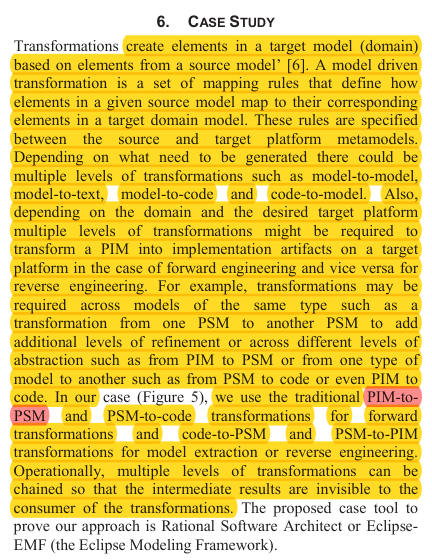 6. CASE STUDY
Transformations create elements in a target model (domain)
based on elements from a source model’ [6]. A model driven
transformation is a set of mapping rules that define how
elements in a given source model map to their corresponding
elements in a target domain model. These rules are specified
between the source and target platform metamodels.
Depending on what need to be generated there could be
multiple levels of transformations such as model-to-model,
model-to-text, model-to-code and code-to-model. Also,
depending on the domain and the desired target platform
multiple levels of transformations might be required to
transform a PIM into implementation artifacts on a target
platform in the case of forward engineering and vice versa for
reverse engineering. For example, transformations may be
required across models of the same type such as a
transformation from one PSM to another PSM to add
additional levels of refinement or across different levels of
abstraction such as from PIM to PSM or from one type of
model to another such as from PSM to code or even PIM to
code. In our case (Figure 5), we use the traditional PIM-to-
PSM and PSM-to-code transformations for forward
transformations and code-to-PSM and PSM-to-PIM
transformations for model extraction or reverse engineering.
Operationally, multiple levels of transformations can be
chained so that the intermediate results are invisible to the
consumer of the transformations. The proposed case tool to
prove our approach is Rational Software Architect or Eclipse-
EMF (the Eclipse Modeling Framework).